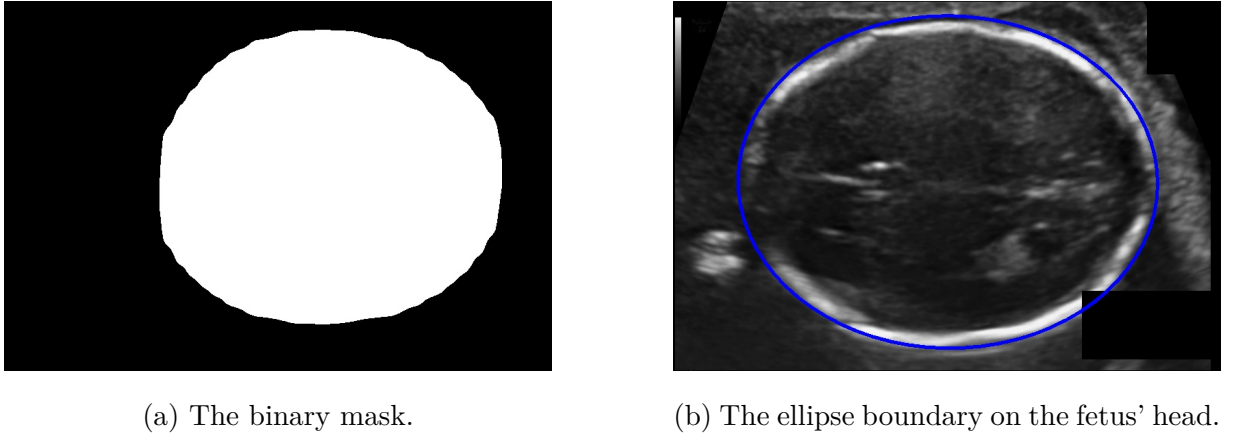 (a) The binary mask.
(b) The ellipse boundary on the fetus' head.